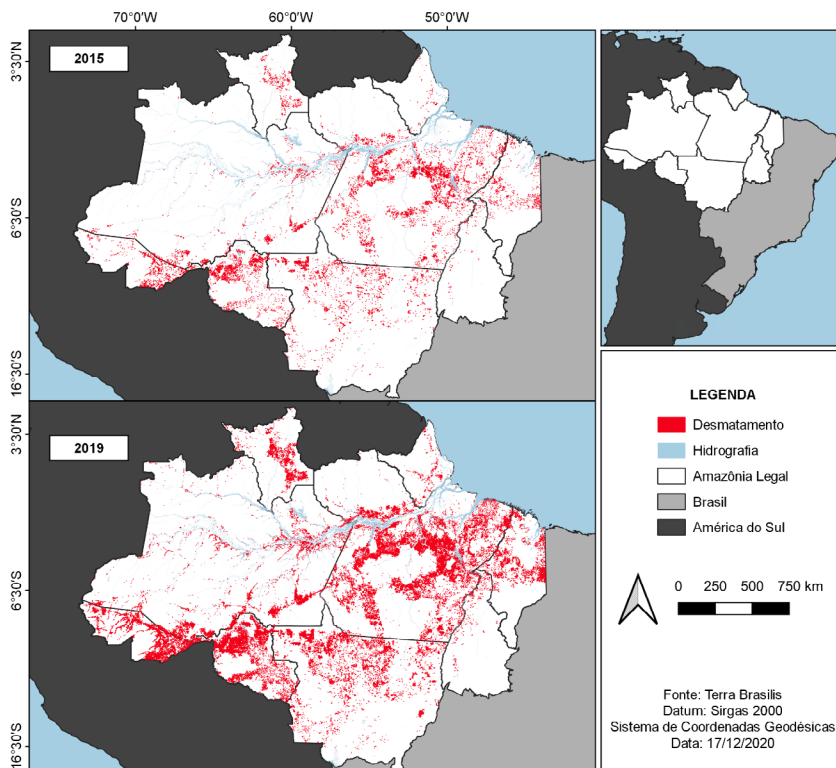 70°0'W 60°0'W 50°0'W
3°30'N
2015
6°30'S
16°30'S
3°30'N
2019
6°30'S
16°30'S
LEGENDA
Desmatamento
Hidrografia
Amazônia Legal
Brasil
América do Sul
0 250 500 750 km
Fonte: Terra Brasilis
Datum: Sirgas 2000
Sistema de Coordenadas Geodésicas
Data: 17/12/2020